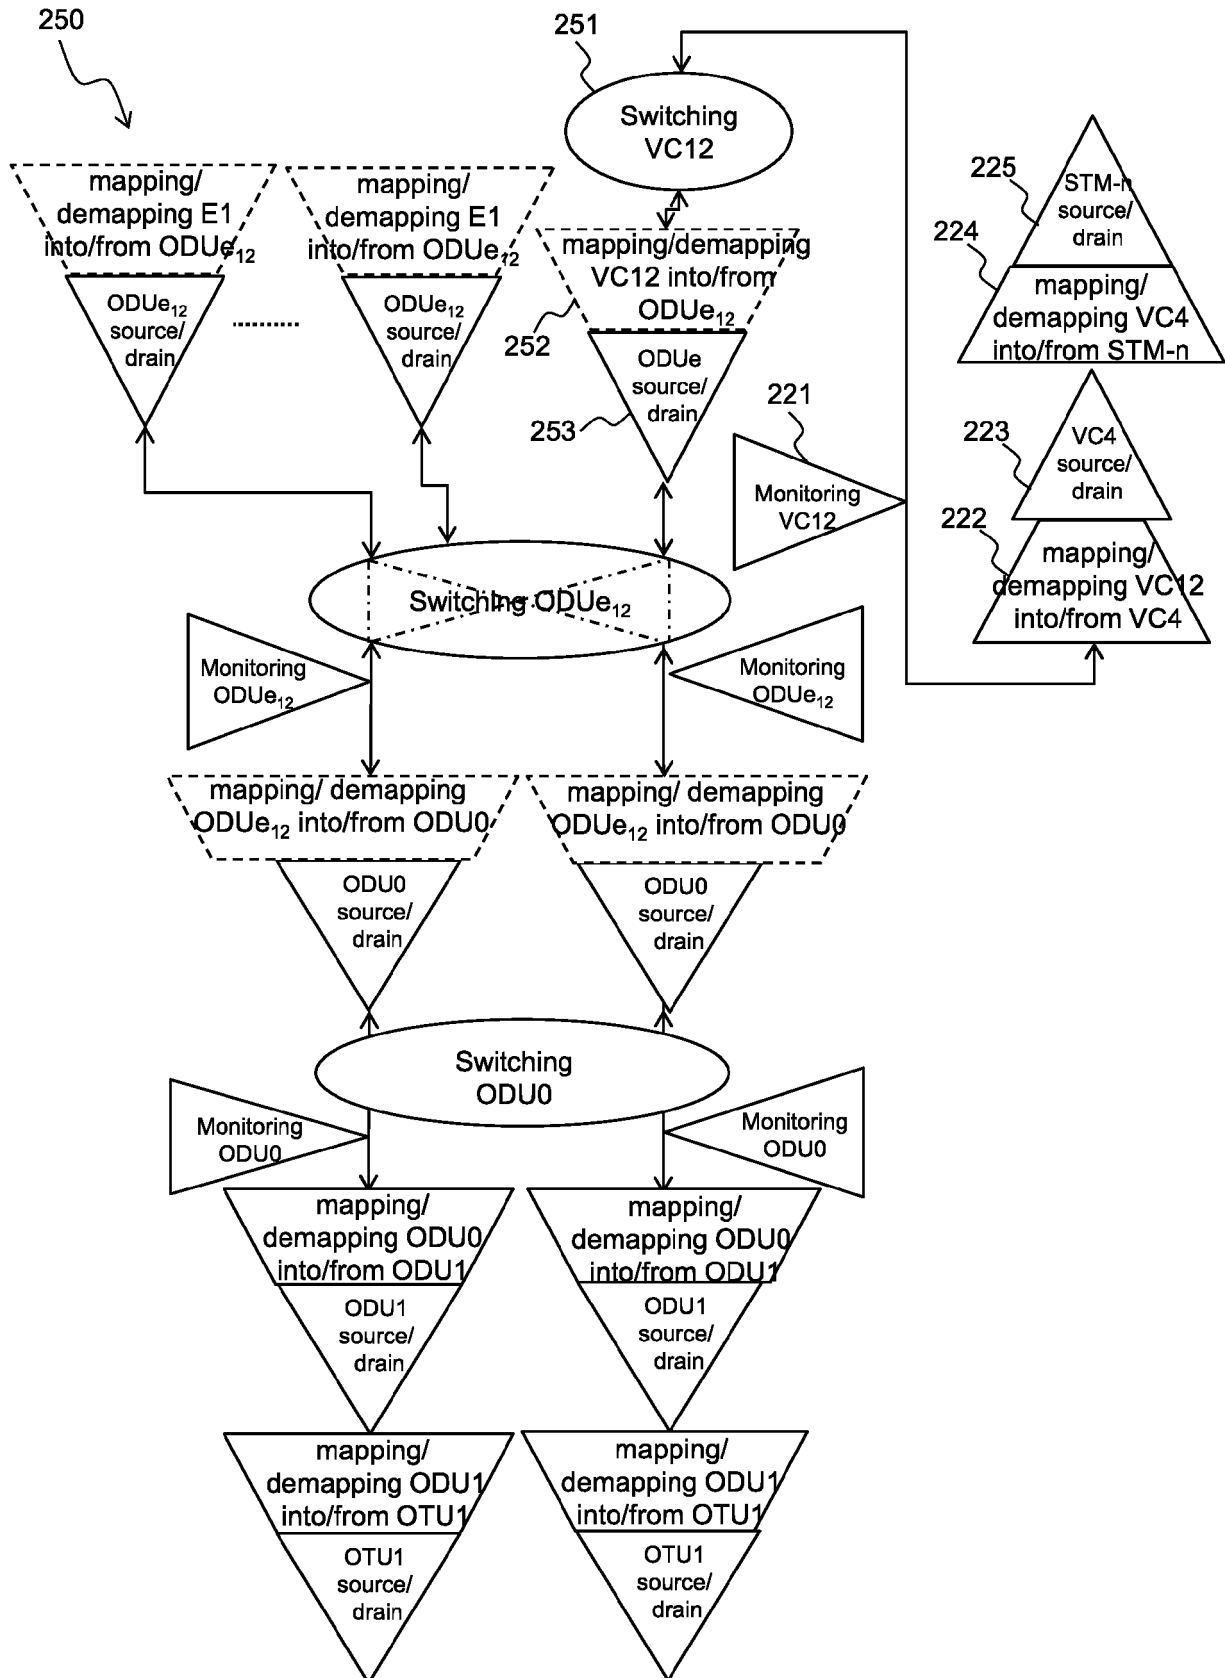 250
251
Switching
VC12
mapping/
demapping E1
into/from ODUe12
ODUe12
source/
drain
mapping/
demapping E1
into/from ODUe12
ODUe12
source/
drain
mapping/demapping
VC12 into/from
ODUe12
252
ODUe
source/
drain
253
225
STM-n
source/
drain
224
mapping/
demapping VC4
into/from STM-n
221
Monitoring
VC12
223
VC4
source/
drain
222
mapping/
demapping VC12
into/from VC4
Switching ODUe12
Monitoring
ODUe12
Monitoring
ODUe12
mapping/ demapping
ODUe12 into/from ODU0
mapping/ demapping
ODUe12 into/from ODU0
ODU0
source/
drain
ODU0
source/
drain
Switching
ODU0
Monitoring
ODU0
Monitoring
ODU0
mapping/
demapping ODU0
into/from ODU1
mapping/
demapping ODU0
into/from ODU1
ODU1
source/
drain
ODU1
source/
drain
mapping/
demapping ODU1
into/from OTU1
mapping/
demapping ODU1
into/from OTU1
OTU1
source/
drain
OTU1
source/
drain